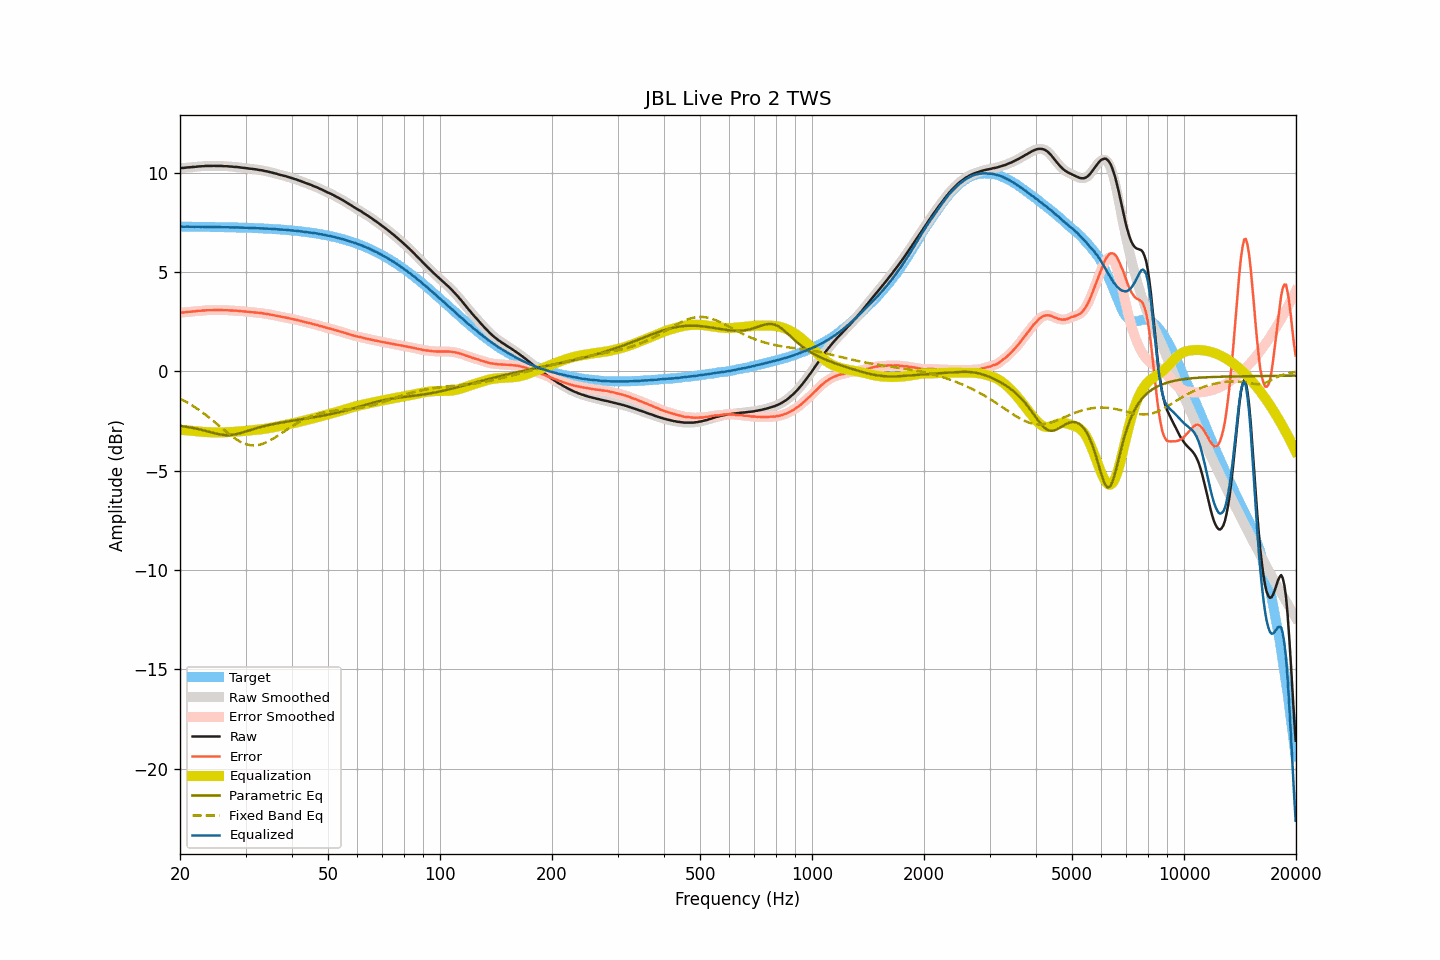 JBL Live Pro 2 TWS
Amplitude (dBr)
10
5
0
−5
−10
−15
−20
Target
Raw Smoothed
Error Smoothed
Raw
Error
Equalization
Parametric Eq
Fixed Band Eq
Equalized
20 50 100 200 500 1000 2000 5000 10000 20000
Frequency (Hz)